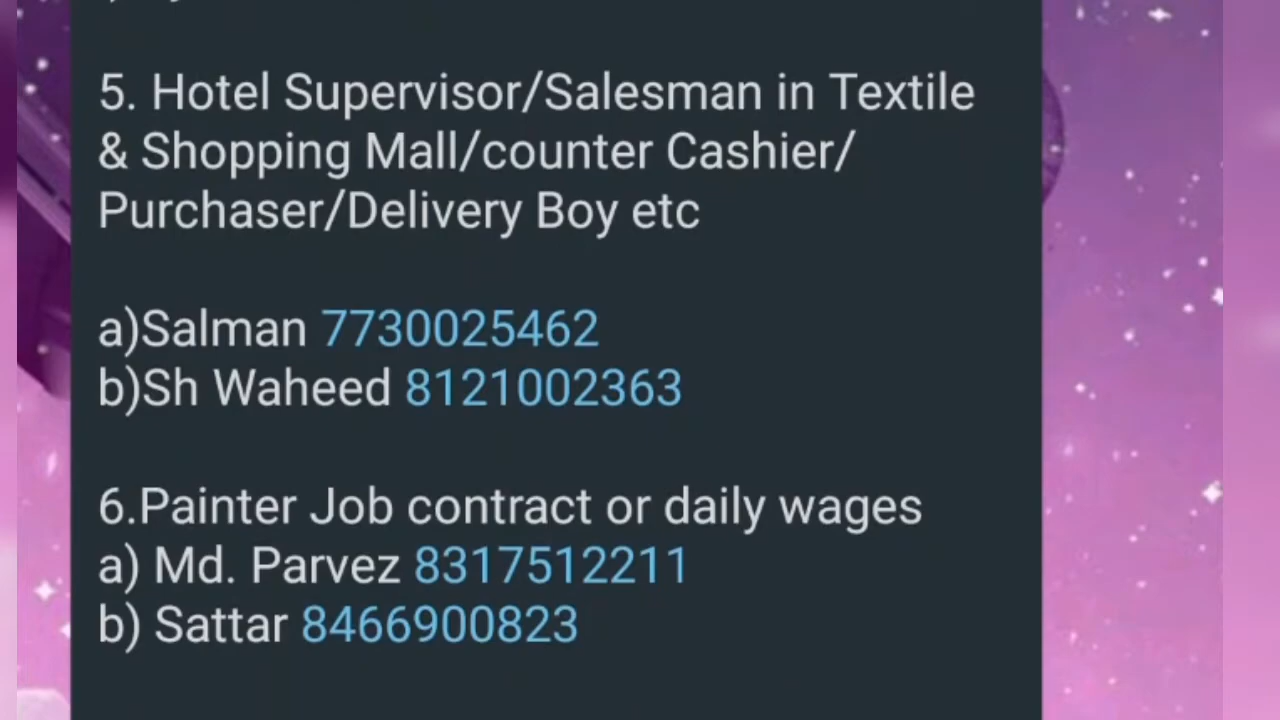 5. Hotel Supervisor/Salesman in Textile
& Shopping Mall/counter Cashier/
Purchaser/Delivery Boy etc
a)Salman 7730025462
b)Sh Waheed 8121002363
6.Painter Job contract or daily wages
a) Md. Parvez 8317512211
b) Sattar 8466900823